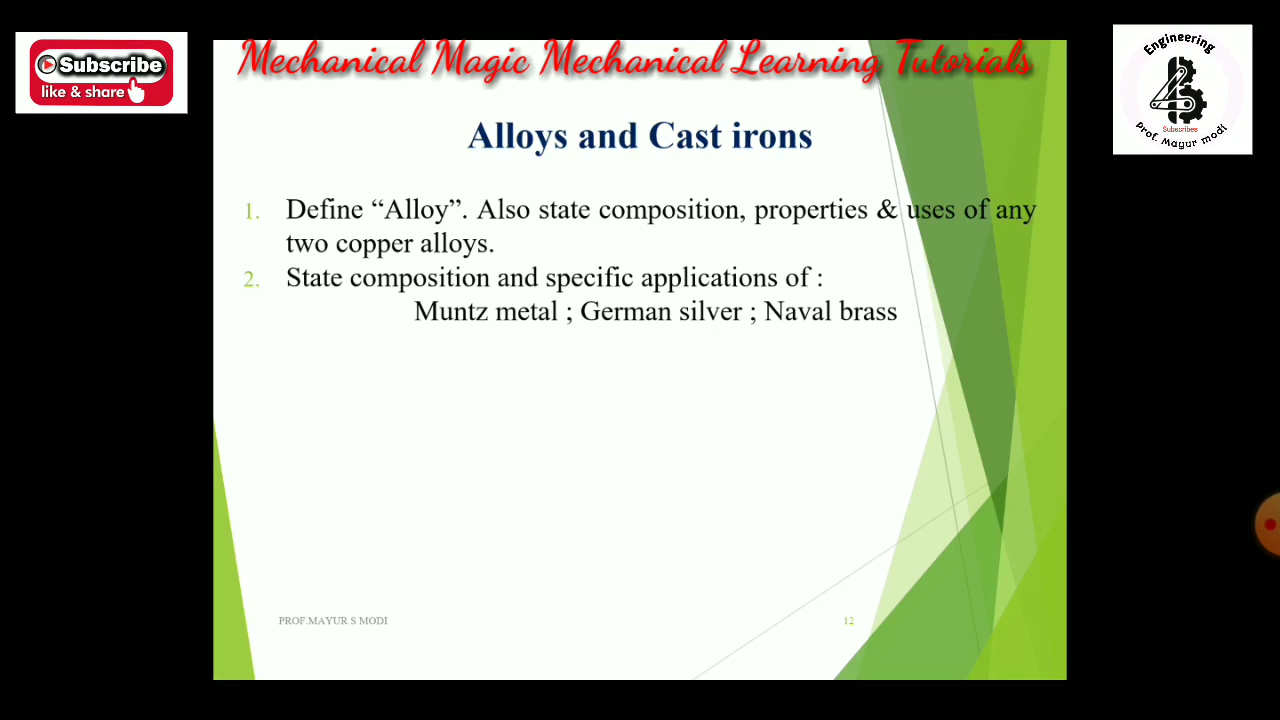 Mechanical Magic Mechanical Learning Tutorials
Subscribe
like & share
Engineering
Subscribes
Prof. Mayur modi
Alloys and Cast irons
1. Define “Alloy”. Also state composition, properties & uses of any
two copper alloys.
2. State composition and specific applications of :
Muntz metal ; German silver ; Naval brass
PROF.MAYUR S MODI
12